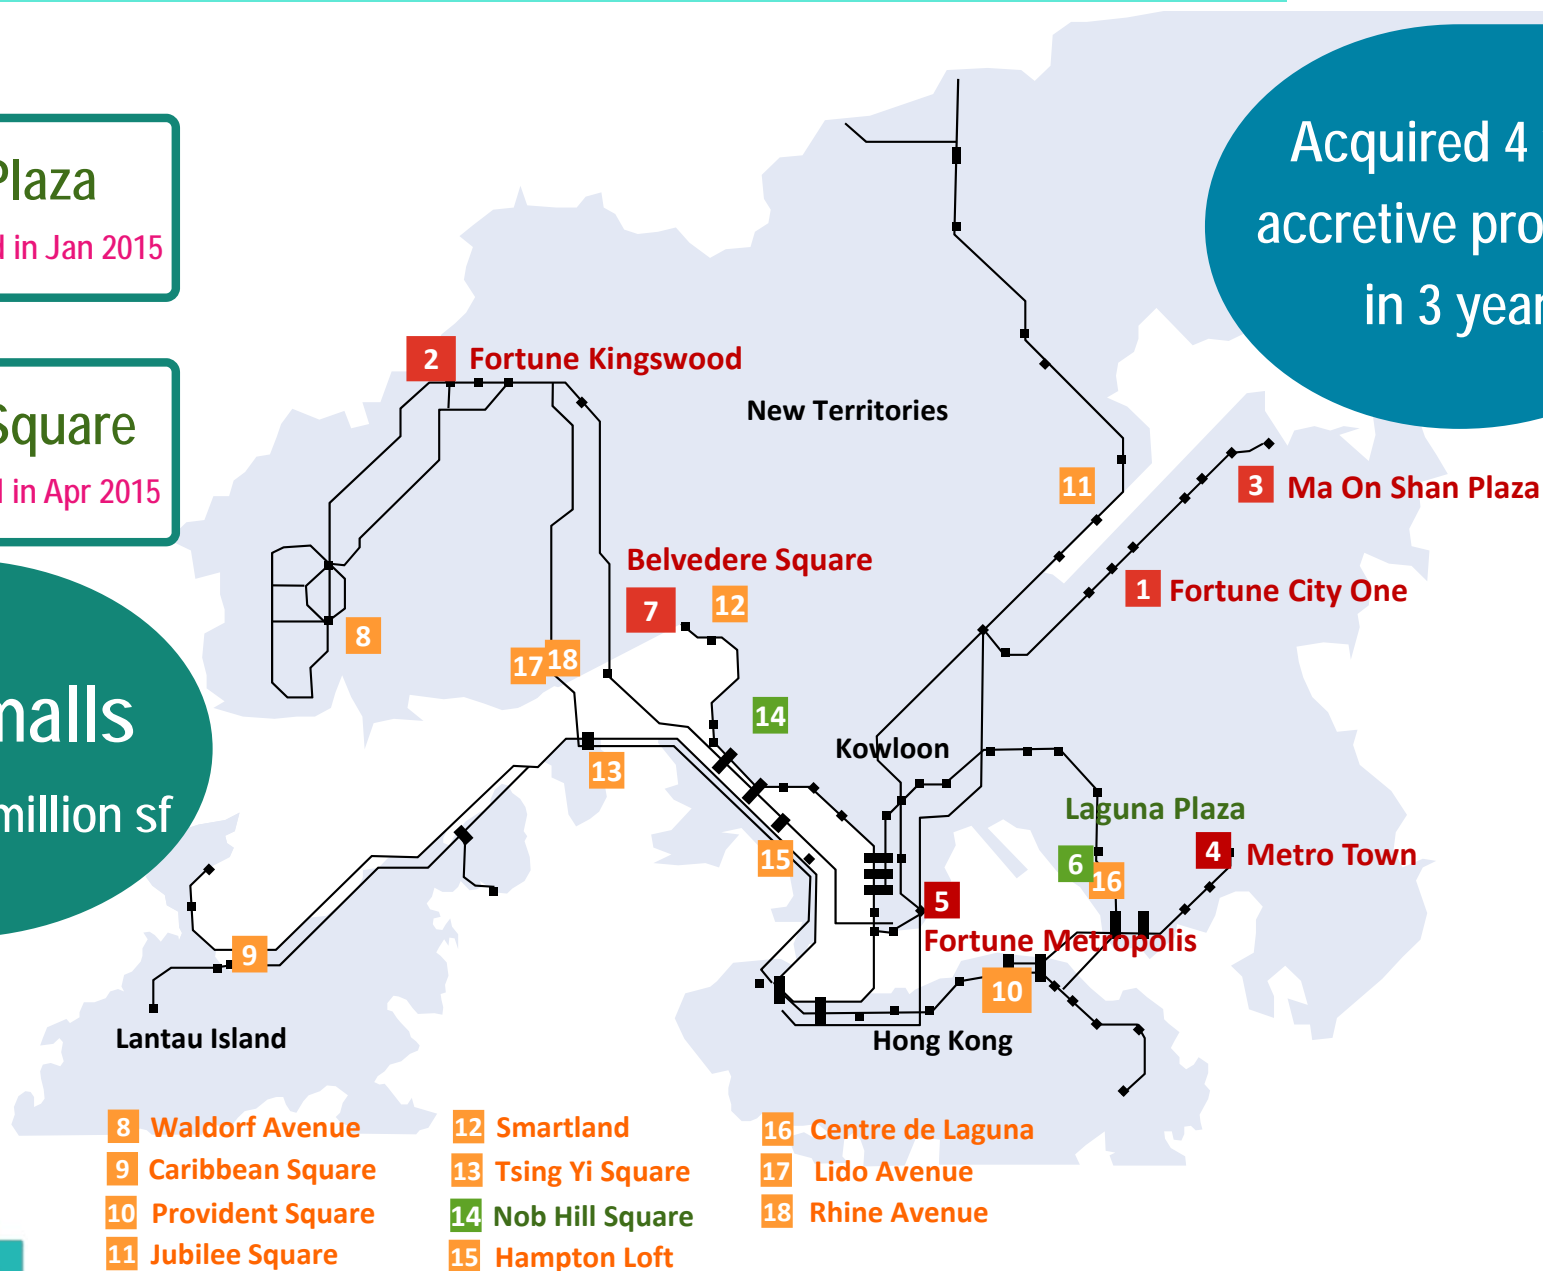 Plaza
in Jan 2015
Square
in Apr 2015
malls
million sf
Acquired 4
accretive
in 3
2 Fortune Kingswood
New Territories
11
3 Ma On Shan Plaza
Belvedere Square
7
12
1 Fortune City One
8
17
18
14
Kowloon
13
Laguna Plaza
15
6
16
4 Metro Town
5
Fortune Metropolis
9
10
Lantau Island
Hong Kong
8 Waldorf Avenue
9 Caribbean Square
10 Provident Square
11 Jubilee Square
12 Smartland
13 Tsing Yi Square
14 Nob Hill Square
15 Hampton Loft
16 Centre de Laguna
17 Lido Avenue
18 Rhine Avenue